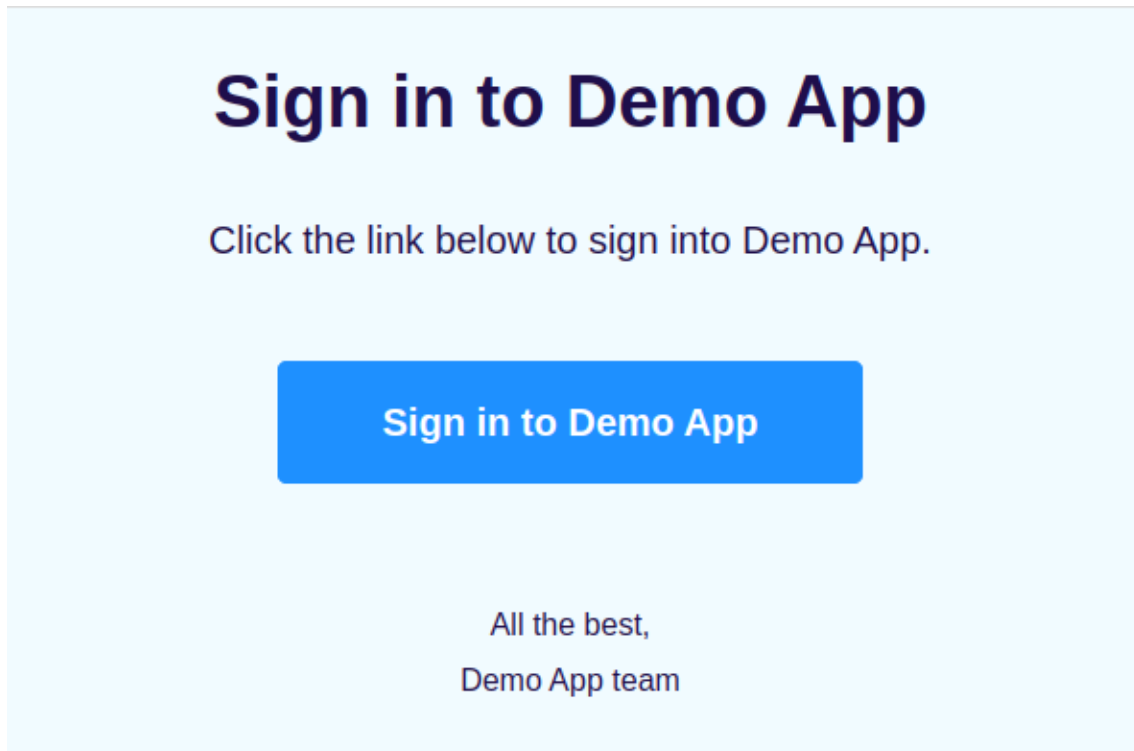 Sign in to Demo App
Click the link below to sign into Demo App.
Sign in to Demo App
All the best,
Demo App team